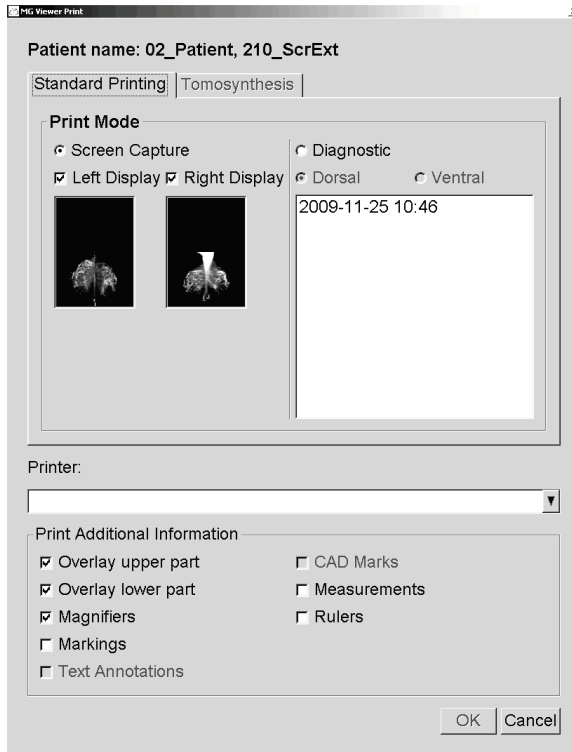 MG Viewer Print
Patient name: 02_Patient, 210_ScrExt
Standard Printing Tomosynthesis
Print Mode
Screen Capture
Left Display Right Display
Diagnostic
Dorsal Ventral
2009-11-25 10:46
Printer:
Print Additional Information
Overlay upper part
Overlay lower part
Magnifiers
Markings
Text Annotations
CAD Marks
Measurements
Rulers
OK Cancel